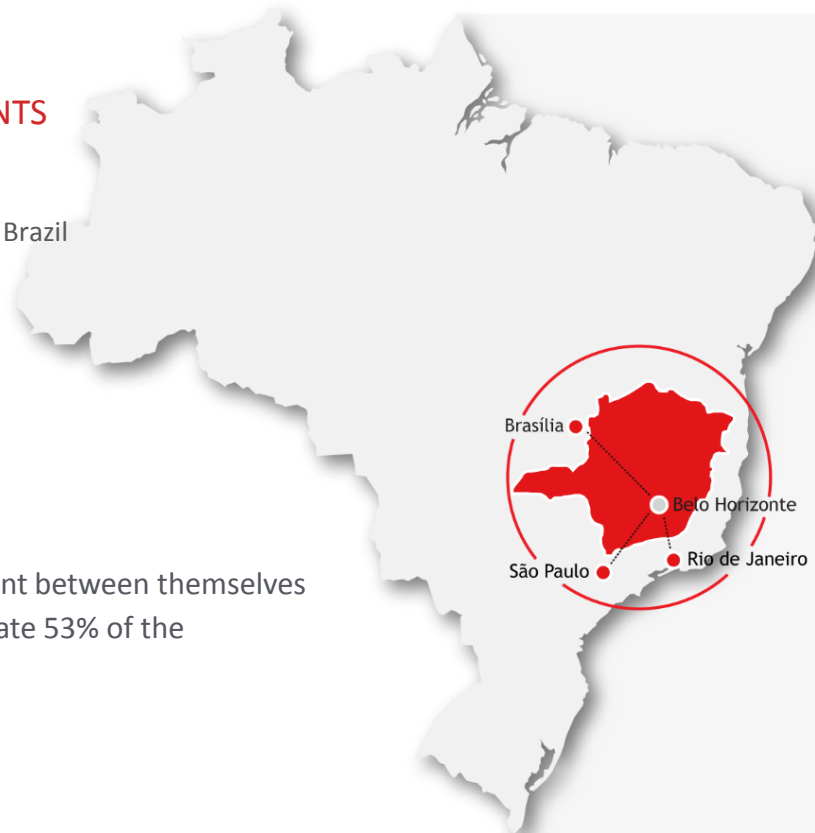 NTS
Brazil
Brasília
Belo Horizonte
São Paulo
Rio de Janeiro
nt between themselves
ate 53% of the